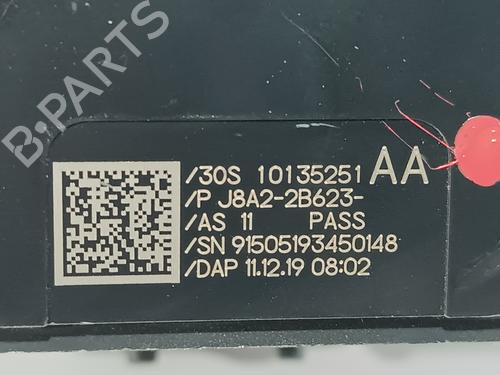 B-PARTS
/30S 10135251 AA
/P J8A2-2B623-
/AS 11 PASS
/SN 91505193450148
/DAP 11.12.19 08:02